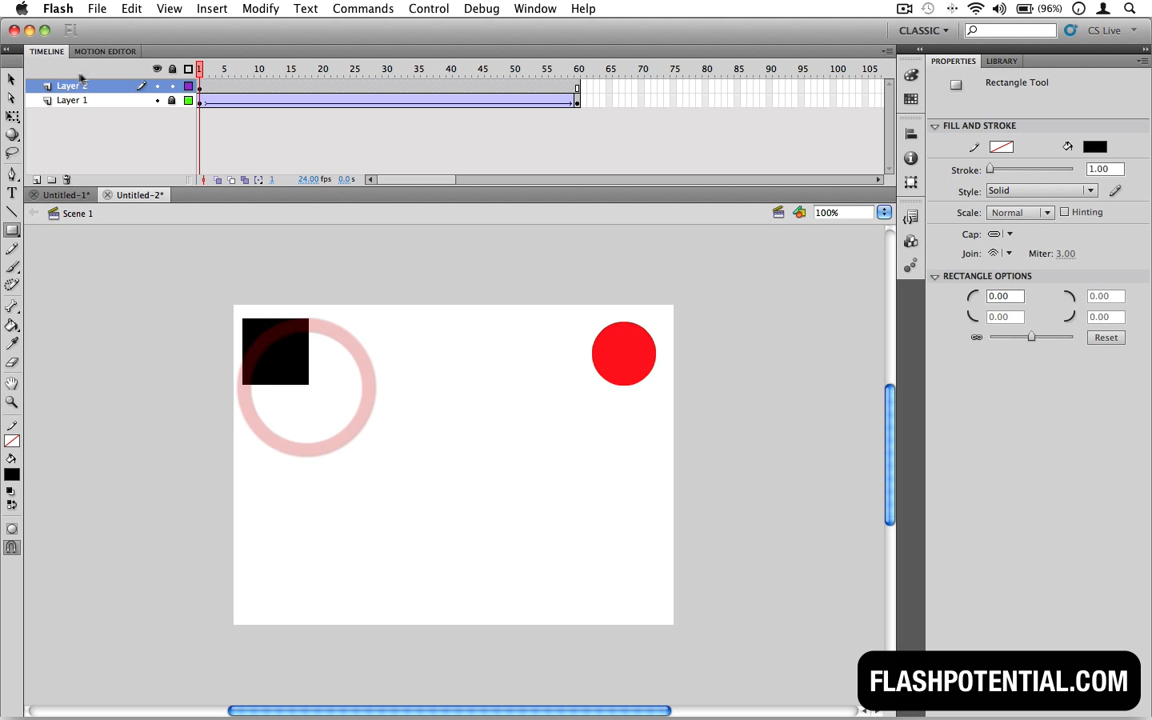 Flash File Edit View Insert Modify Text Commands Control Debug Window Help (96%)
Fl CLASSIC CS Live
TIMELINE MOTION EDITOR PROPERTIES LIBRARY
1 5 10 15 20 25 30 35 40 45 50 55 60 65 70 75 80 85 90 95 100 105
Layer 2
Layer 1
1 24.00 fps 0.0 s
Untitled-1* Untitled-2*
Scene 1 100%
Rectangle Tool
FILL AND STROKE
Stroke: 1.00
Style: Solid
Scale: Normal Hinting
Cap:
Join: Miter: 3.00
RECTANGLE OPTIONS
0.00 0.00
0.00 0.00
Reset
T
FLASHPOTENTIAL.COM